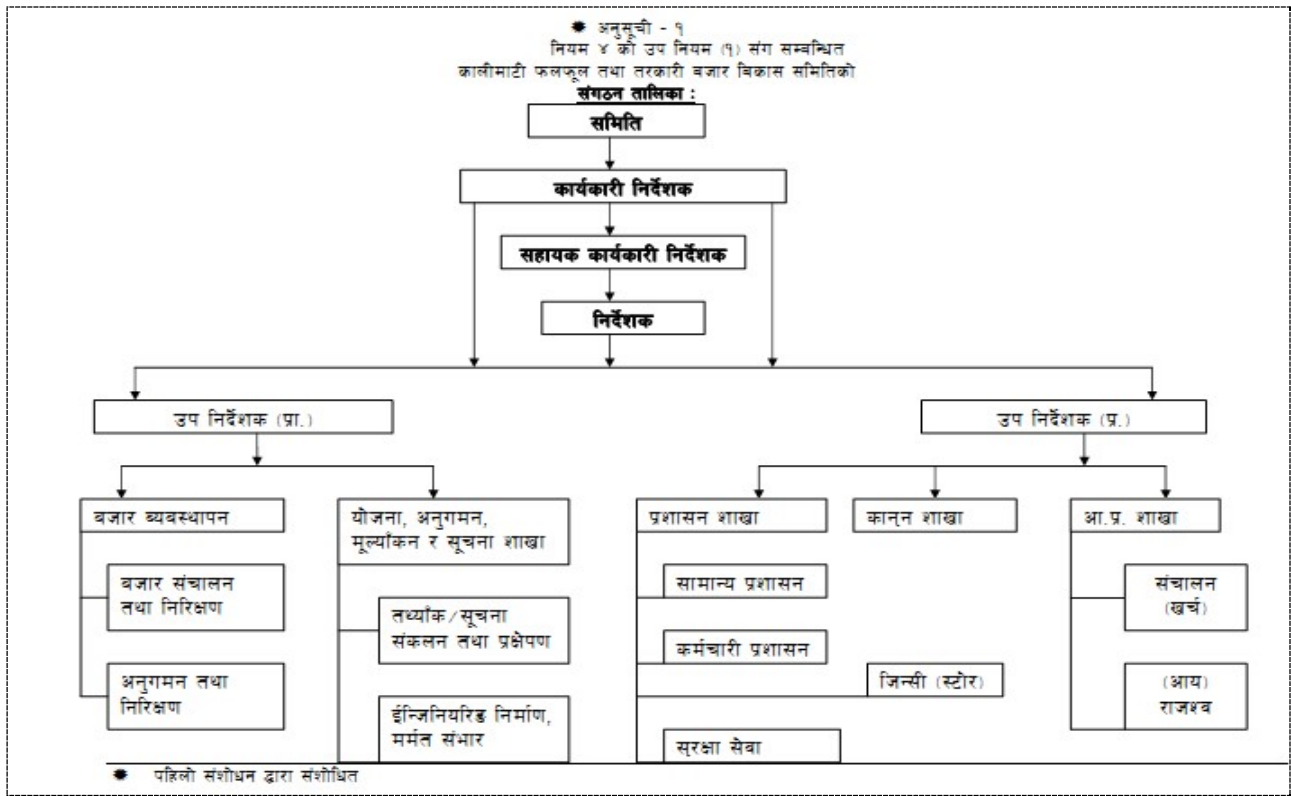 ✹ अनुसूची - १
नियम ४ को उप नियम (१) संग सम्बन्धित
कालीमाटी फलफूल तथा तरकारी बजार बिकास समितिको
संगठन तालिका :
समिति
कार्यकारी निर्देशक
सहायक कार्यकारी निर्देशक
निर्देशक
उप निर्देशक (प्रा.)
उप निर्देशक (प्र.)
बजार ब्यबस्थापन
योजना, अनुगमन,
मूल्यांकन र सूचना शाखा
प्रशासन शाखा
कानून शाखा
आ.प्र. शाखा
बजार संचालन
तथा निरिक्षण
तथ्यांक/सूचना
संकलन तथा प्रक्षेपण
सामान्य प्रशासन
संचालन
(खर्च)
अनुगमन तथा
निरिक्षण
कर्मचारी प्रशासन
जिन्सी (स्टोर)
(आय)
राजश्ब
ईन्जिनियरिङ निर्माण,
मर्मत संभार
सुरक्षा सेबा
✹ पहिलो संशोधन द्वारा संशोधित